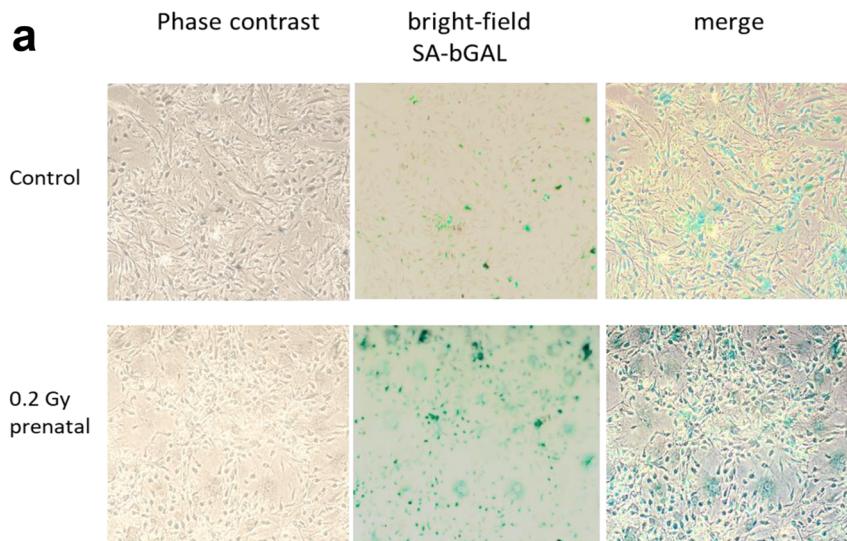 a
Phase contrast
bright-field
SA-bGAL
merge
Control
0.2 Gy
prenatal